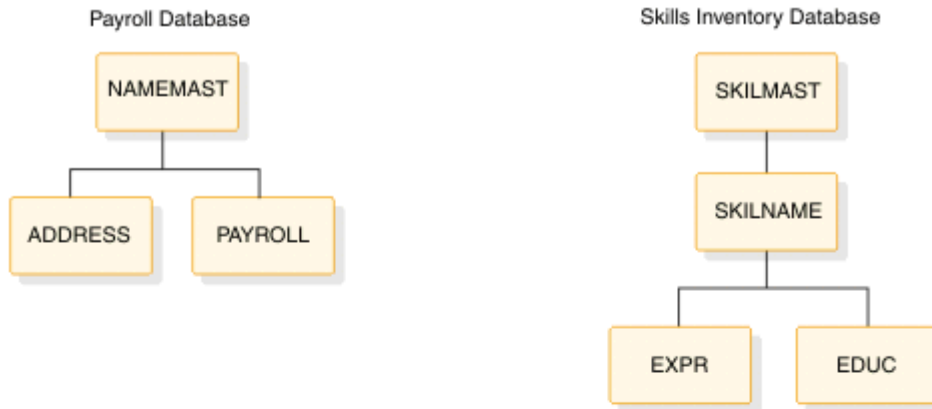 Payroll Database
NAMEMAST
ADDRESS
PAYROLL
Skills Inventory Database
SKILMAST
SKILNAME
EXPR
EDUC